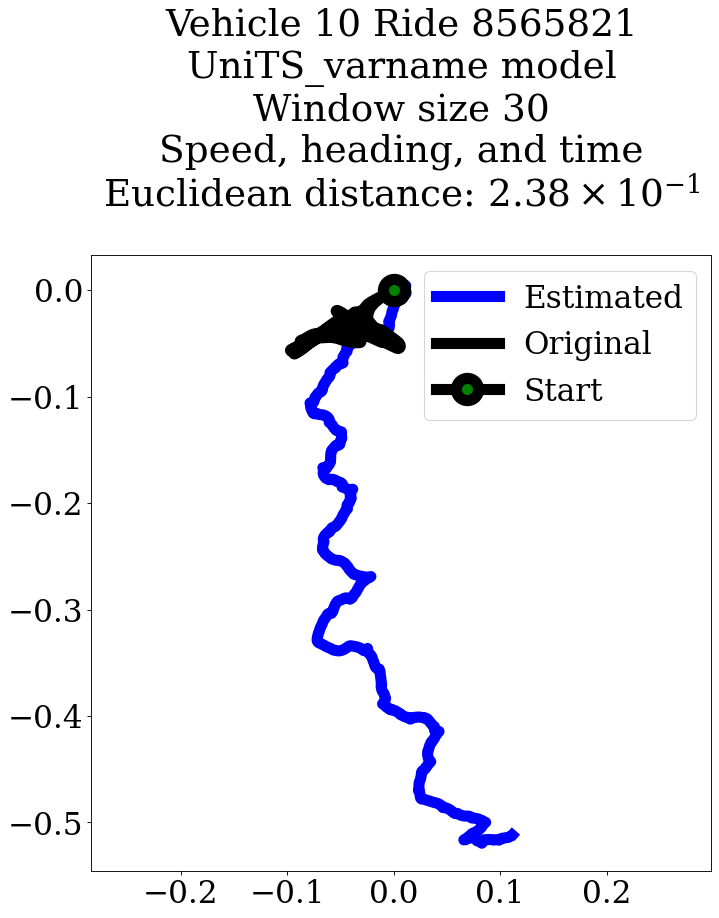 Vehicle 10 Ride 8565821
UniTS_varname model
Window size 30
Speed, heading, and time
Euclidean distance: 2.38 × 10⁻¹
Estimated
Original
Start
0.0
−0.1
−0.2
−0.3
−0.4
−0.5
−0.2 −0.1 0.0 0.1 0.2